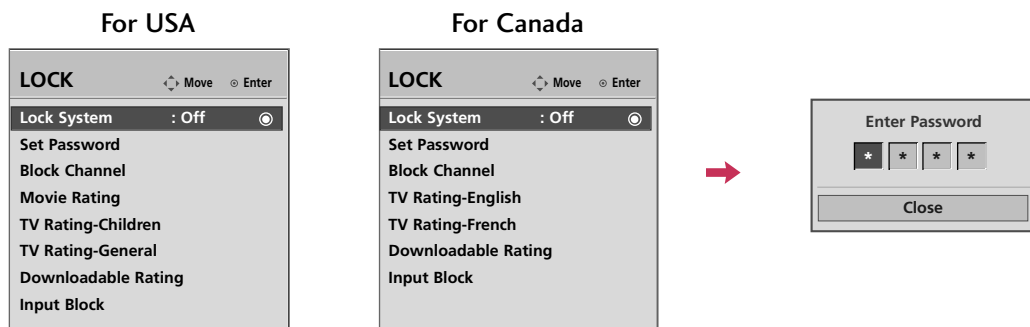 For USA
LOCK Move Enter
Lock System : Off
Set Password
Block Channel
Movie Rating
TV Rating-Children
TV Rating-General
Downloadable Rating
Input Block
For Canada
LOCK Move Enter
Lock System : Off
Set Password
Block Channel
TV Rating-English
TV Rating-French
Downloadable Rating
Input Block
Enter Password
* * * *
Close